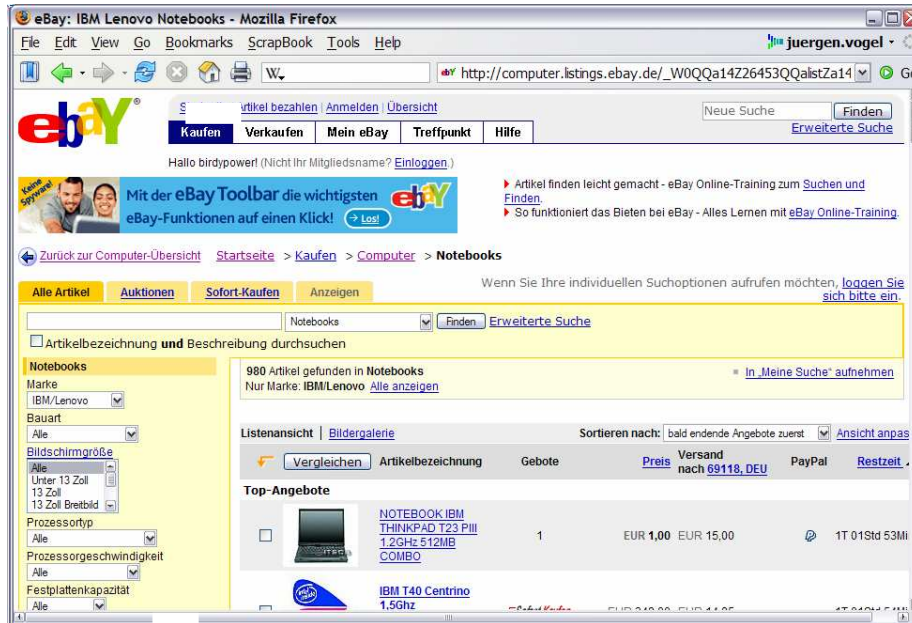 eBay: IBM Lenovo Notebooks - Mozilla Firefox
File Edit View Go Bookmarks ScrapBook Tools Help juergen.vogel
W. http://computer.listings.ebay.de/_W0QQa14Z26453QQalistZa14 G
ebY Artikel bezahlen | Anmelden | Übersicht Neue Suche Finden
Kaufen Verkaufen Mein eBay Treffpunkt Hilfe Erweiterte Suche
Hallo birdypower! (Nicht Ihr Mitgliedsname? Einloggen.)
Keine Spyware! Mit der eBay Toolbar die wichtigsten ebY
eBay-Funktionen auf einen Klick! Los!
Artikel finden leicht gemacht - eBay Online-Training zum Suchen und
Finden.
So funktioniert das Bieten bei eBay - Alles Lernen mit eBay Online-Training.
Zurück zur Computer-Übersicht Startseite > Kaufen > Computer > Notebooks
Wenn Sie Ihre individuellen Suchoptionen aufrufen möchten, loggen Sie
sich bitte ein.
Alle Artikel Auktionen Sofort-Kaufen Anzeigen
Notebooks Finden Erweiterte Suche
Artikelbezeichnung und Beschreibung durchsuchen
Notebooks
Marke
IBM/Lenovo
Bauart
Alle
Bildschirmgröße
Alle
Unter 13 Zoll
13 Zoll
13 Zoll Breitbild
Prozessortyp
Alle
Prozessorgeschwindigkeit
Alle
Festplattenkapazität
Alle
980 Artikel gefunden in Notebooks
Nur Marke: IBM/Lenovo Alle anzeigen
In „Meine Suche" aufnehmen
Listenansicht | Bildergalerie Sortieren nach: bald endende Angebote zuerst Ansicht anpas
Vergleichen Artikelbezeichnung Gebote Preis Versand nach 69118, DEU PayPal Restzeit
Top-Angebote
NOTEBOOK IBM
THINKPAD T23 PIII
1.2GHz 512MB
COMBO
1 EUR 1,00 EUR 15,00 1T 01Std 53Mi
IBM T40 Centrino
1,5Ghz